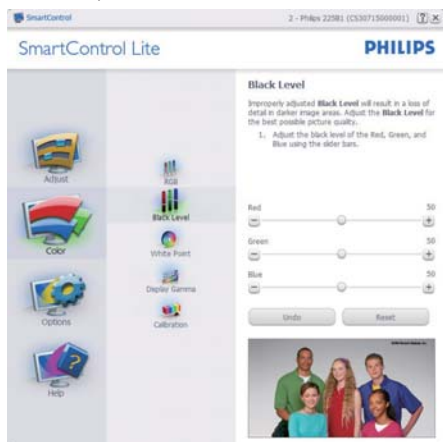 SmartControl
2 - Philips 225B1 (CS30715000001)
SmartControl Lite
PHILIPS
Adjust
Color
Options
Help
RGB
Black Level
White Point
Display Gamma
Calibration
Black Level
Improperly adjusted Black Level will result in a loss of
detail in darker image areas. Adjust the Black Level for
the best possible picture quality.
1. Adjust the black level of the Red, Green, and
Blue using the slider bars.
Red 50
Green 50
Blue 50
Undo Reset